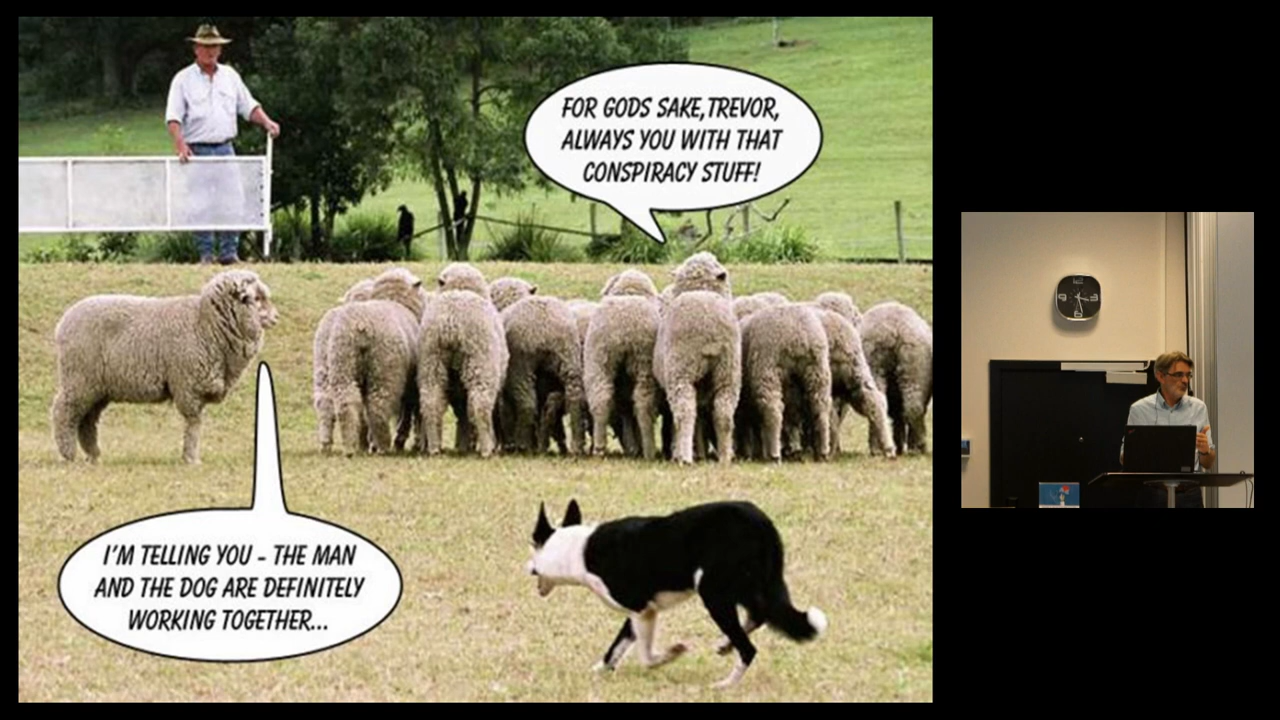 FOR GODS SAKE, TREVOR,
ALWAYS YOU WITH THAT
CONSPIRACY STUFF!
I'M TELLING YOU - THE MAN
AND THE DOG ARE DEFINITELY
WORKING TOGETHER...